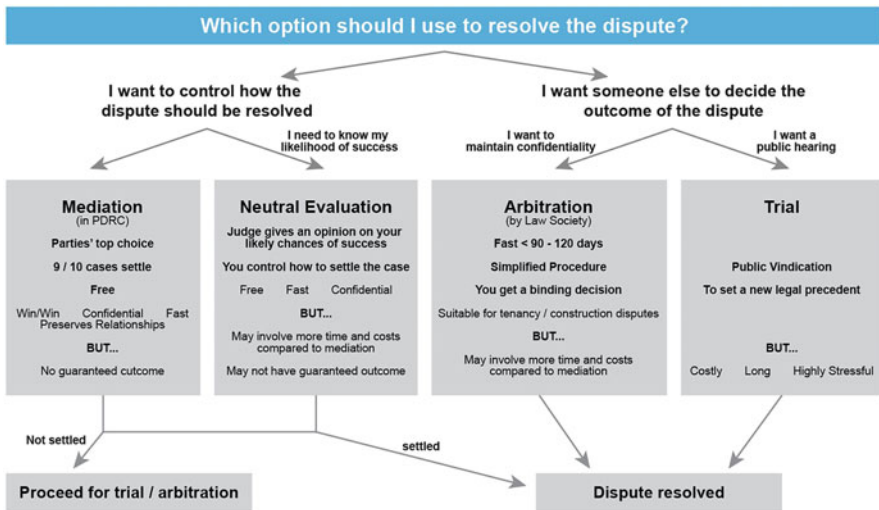 Which option should I use to resolve the dispute?
I want to control how the
dispute should be resolved
I want someone else to decide the
outcome of the dispute
I need to know my
likelihood of success
I want to
maintain confidentiality
I want a
public hearing
Mediation
(in PDRC)
Parties' top choice
9 / 10 cases settle
Free
Win/Win Confidential Fast
Preserves Relationships
BUT...
No guaranteed outcome
Neutral Evaluation
Judge gives an opinion on your
likely chances of success
You control how to settle the case
Free Fast Confidential
BUT...
May involve more time and costs
compared to mediation
May not have guaranteed outcome
Arbitration
(by Law Society)
Fast < 90 - 120 days
Simplified Procedure
You get a binding decision
Suitable for tenancy / construction disputes
BUT...
May involve more time and costs
compared to mediation
Trial
Public Vindication
To set a new legal precedent
BUT...
Costly Long Highly Stressful
Not settled
settled
Proceed for trial / arbitration
Dispute resolved